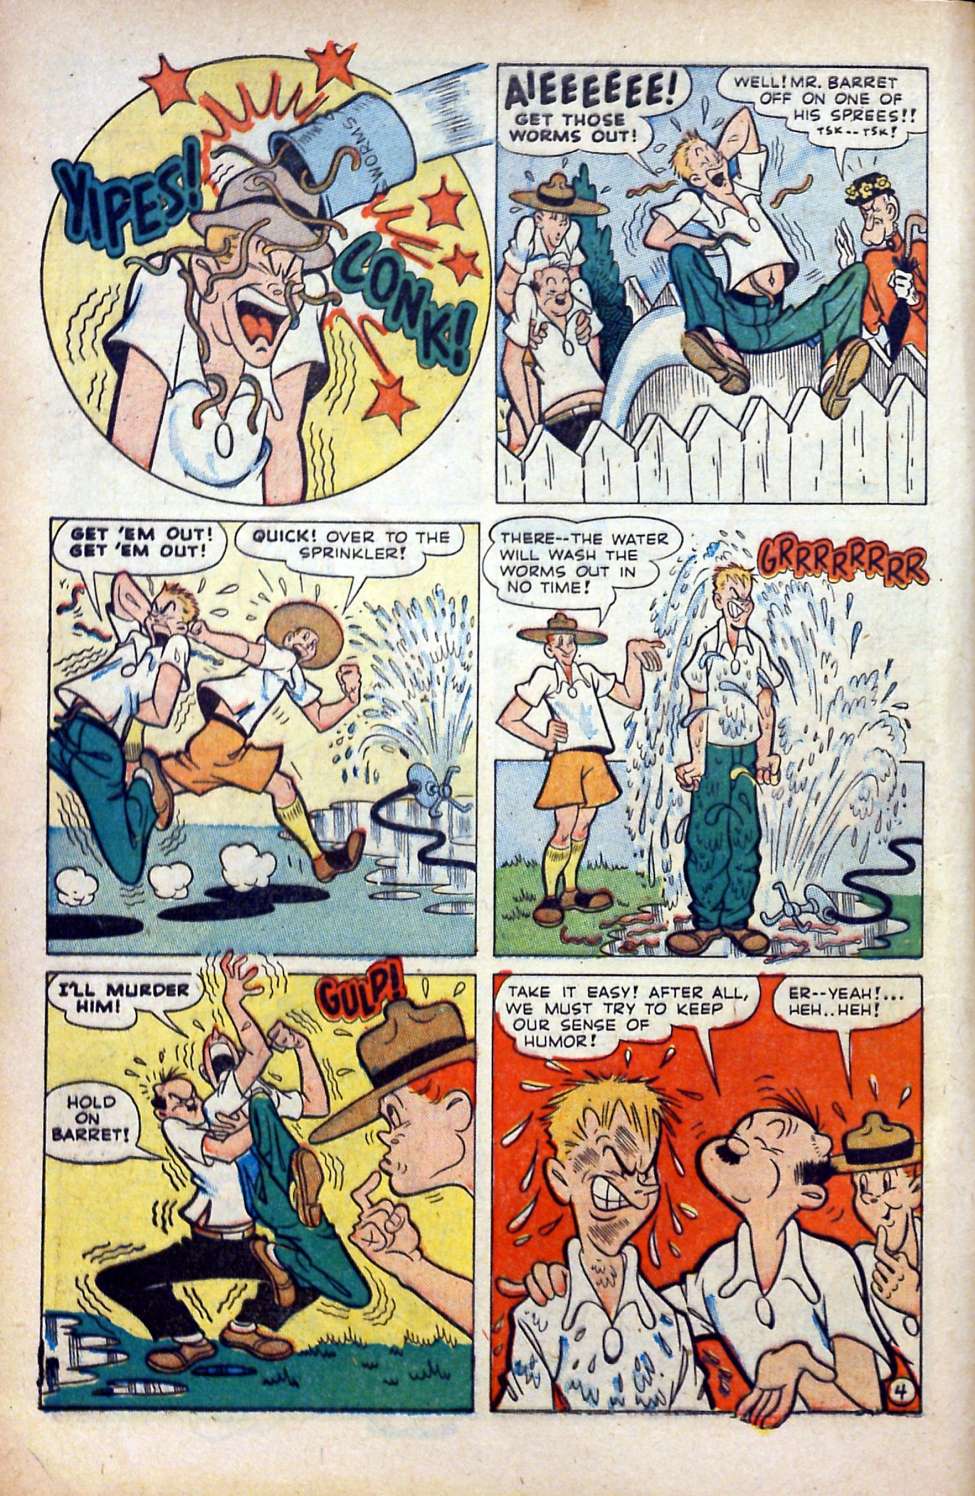 YIPES!
WORMS
CONK!
AIEEEEEE!
GET THOSE
WORMS OUT!
WELL! MR. BARRET
OFF ON ONE OF
HIS SPREES!!
TSK--TSK!
GET 'EM OUT!
GET 'EM OUT!
QUICK! OVER TO THE
SPRINKLER!
THERE--THE WATER
WILL WASH THE
WORMS OUT IN
NO TIME!
GRRRRRRRR
I'LL MURDER
HIM!
HOLD
ON
BARRET!
GULP!
TAKE IT EASY! AFTER ALL,
WE MUST TRY TO KEEP
OUR SENSE OF
HUMOR!
ER--YEAH!...
HEH..HEH!
4